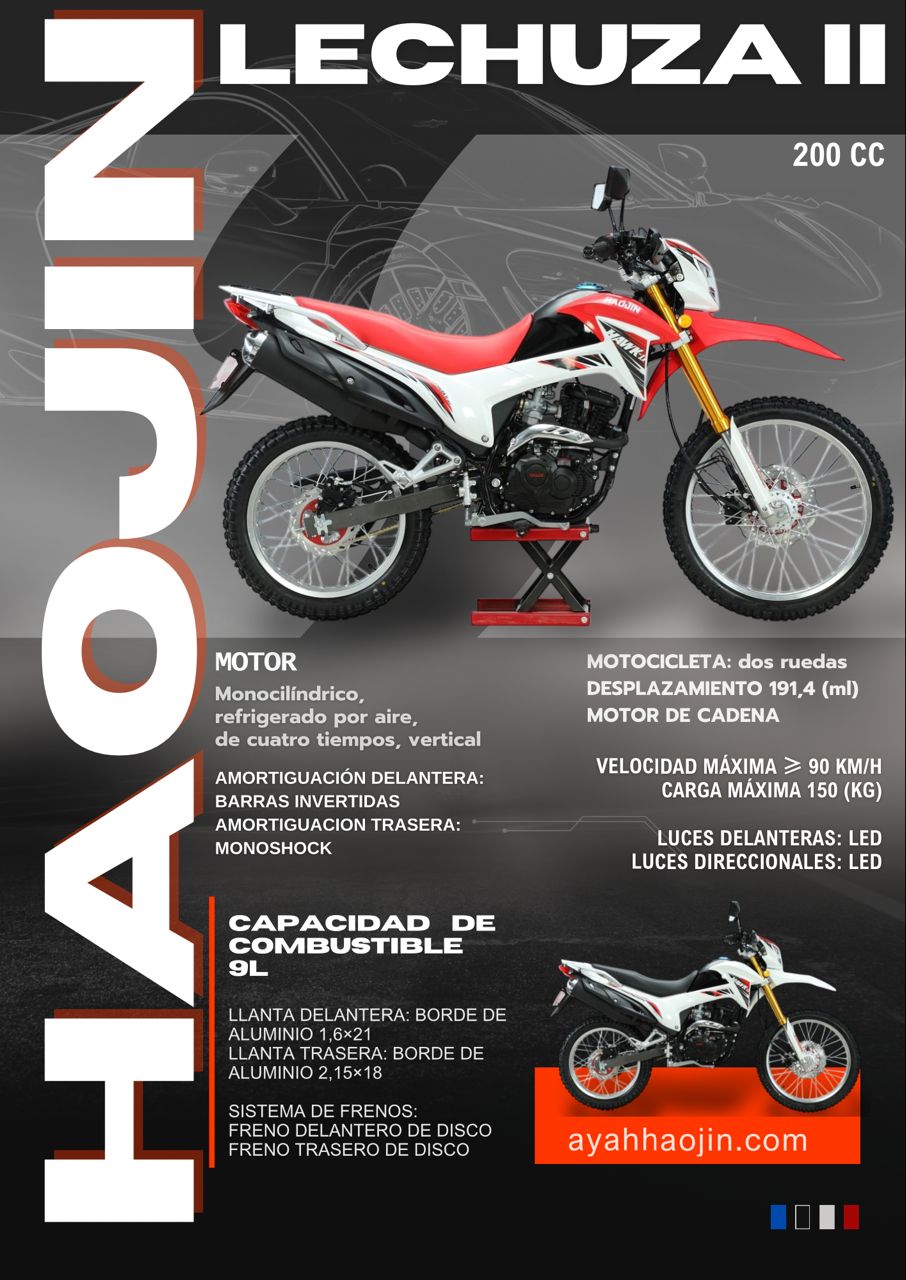 HAOJIN
LECHUZA II
200 CC
HAOJIN
HAWK
MOTOR
Monocilíndrico,
refrigerado por aire,
de cuatro tiempos, vertical
AMORTIGUACIÓN DELANTERA:
BARRAS INVERTIDAS
AMORTIGUACION TRASERA:
MONOSHOCK
MOTOCICLETA: dos ruedas
DESPLAZAMIENTO 191,4 (ml)
MOTOR DE CADENA
VELOCIDAD MÁXIMA ⩾ 90 KM/H
CARGA MÁXIMA 150 (KG)
LUCES DELANTERAS: LED
LUCES DIRECCIONALES: LED
CAPACIDAD DE
COMBUSTIBLE
9L
LLANTA DELANTERA: BORDE DE
ALUMINIO 1,6×21
LLANTA TRASERA: BORDE DE
ALUMINIO 2,15×18
SISTEMA DE FRENOS:
FRENO DELANTERO DE DISCO
FRENO TRASERO DE DISCO
ayahhaojin.com